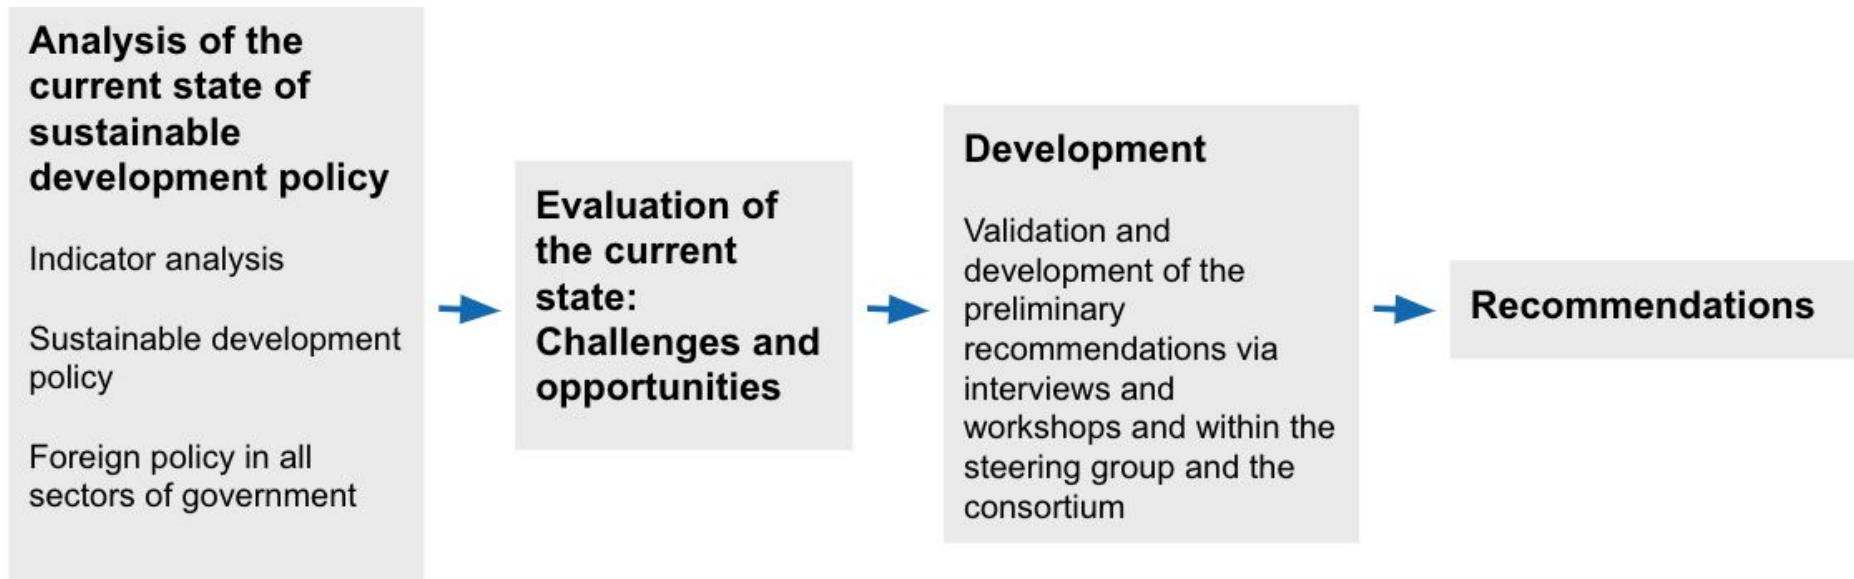 Analysis of the
current state of
sustainable
development policy
Indicator analysis
Sustainable development
policy
Foreign policy in all
sectors of government
Evaluation of
the current
state:
Challenges and
opportunities
Development
Validation and
development of the
preliminary
recommendations via
interviews and
workshops and within the
steering group and the
consortium
Recommendations